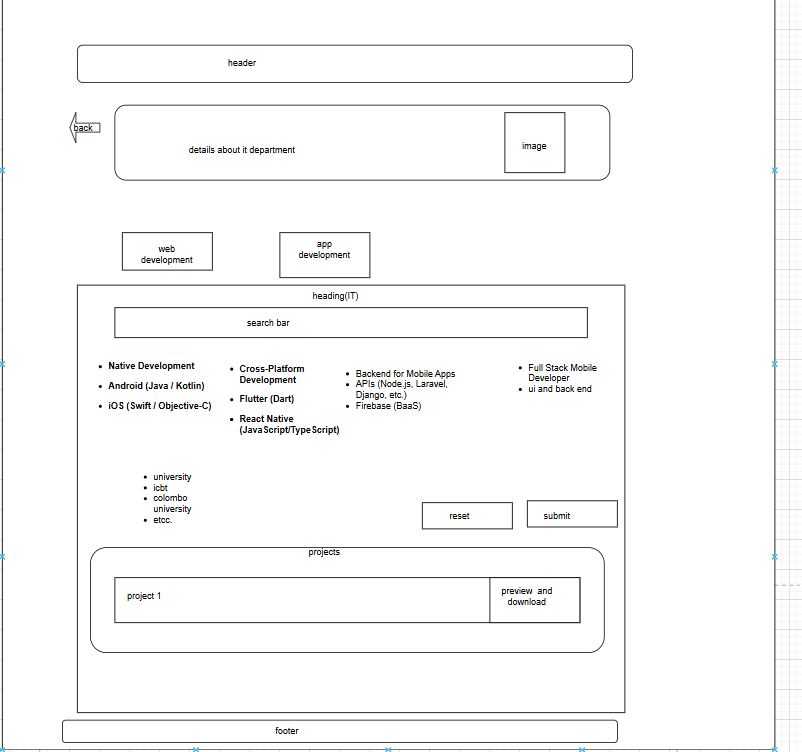 header
back
details about it department
image
web
development
app
development
heading(IT)
search bar
Native Development
Android (Java / Kotlin)
iOS (Swift / Objective-C)
Cross-Platform
Development
Flutter (Dart)
React Native
(JavaScript/TypeScript)
Backend for Mobile Apps
APIs (Node.js, Laravel,
Django, etc.)
Firebase (BaaS)
Full Stack Mobile
Developer
ui and back end
university
icbt
colombo
university
etcc.
reset
submit
projects
project 1
preview and
download
footer